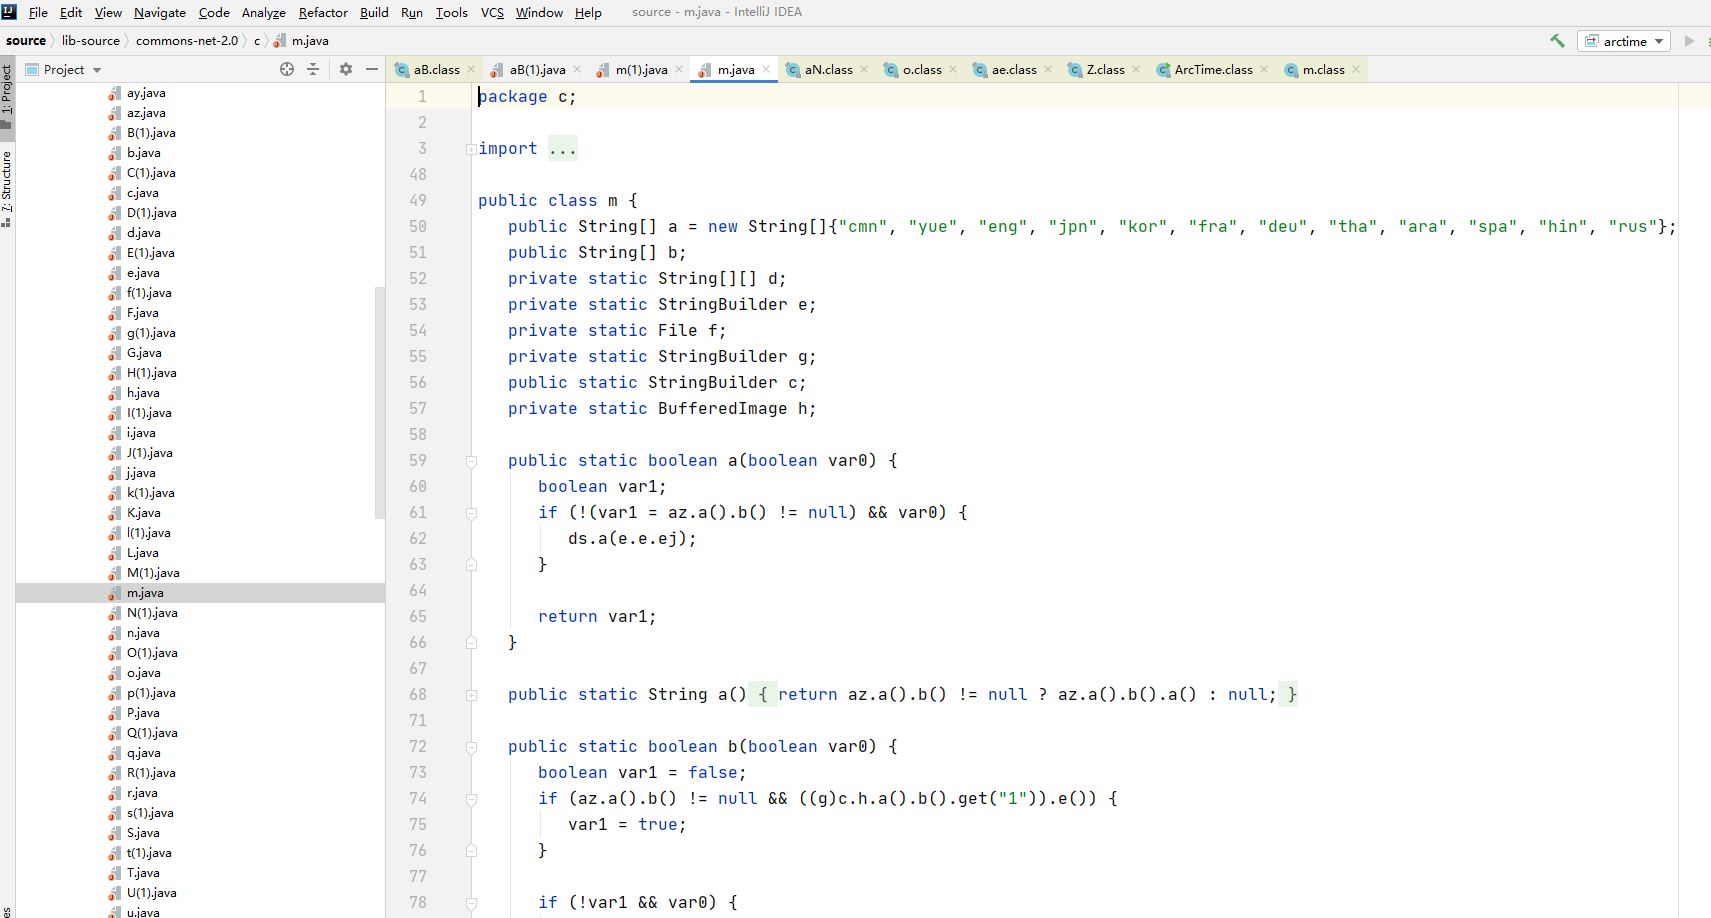 File Edit View Navigate Code Analyze Refactor Build Run Tools VCS Window Help source - m.java - IntelliJ IDEA
source lib-source commons-net-2.0 c m.java arctime
1: Project
7: Structure
Project
aB.class aB(1).java m(1).java m.java aN.class o.class ae.class Z.class ArcTime.class m.class
ay.java
az.java
B(1).java
b.java
C(1).java
c.java
D(1).java
d.java
E(1).java
e.java
f(1).java
F.java
g(1).java
G.java
H(1).java
h.java
I(1).java
i.java
J(1).java
j.java
k(1).java
K.java
l(1).java
L.java
M(1).java
m.java
N(1).java
n.java
O(1).java
o.java
p(1).java
P.java
Q(1).java
q.java
R(1).java
r.java
s(1).java
S.java
t(1).java
T.java
U(1).java
u.java
1 package c;
2
3 import ...
48
49 public class m {
50 public String[] a = new String[]{"cmn", "yue", "eng", "jpn", "kor", "fra", "deu", "tha", "ara", "spa", "hin", "rus"};
51 public String[] b;
52 private static String[][] d;
53 private static StringBuilder e;
54 private static File f;
55 private static StringBuilder g;
56 public static StringBuilder c;
57 private static BufferedImage h;
58
59 public static boolean a(boolean var0) {
60 boolean var1;
61 if (!(var1 = az.a().b() != null) && var0) {
62 ds.a(e.e.ej);
63 }
64
65 return var1;
66 }
67
68 public static String a() { return az.a().b() != null ? az.a().b().a() : null; }
71
72 public static boolean b(boolean var0) {
73 boolean var1 = false;
74 if (az.a().b() != null && ((g)c.h.a().b().get("1")).e()) {
75 var1 = true;
76 }
77
78 if (!var1 && var0) {